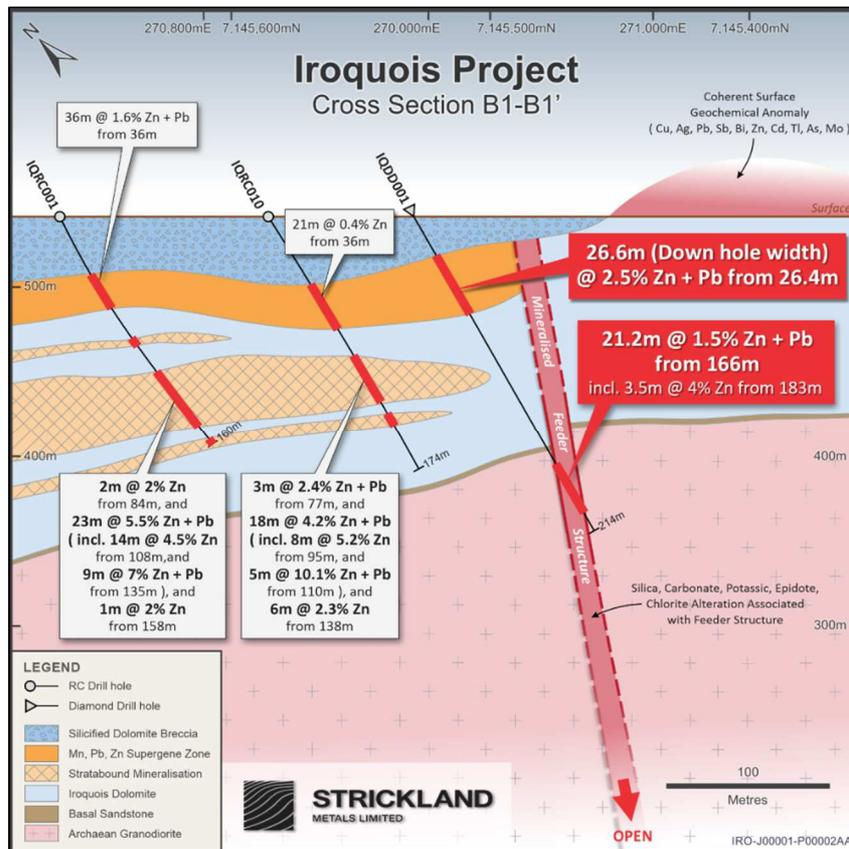 270,800mE 7,145,600mN 270,000mE 7,145,500mN 271,000mE 7,145,400mN
N
Iroquois Project
Cross Section B1-B1’
Coherent Surface
Geochemical Anomaly
( Cu, Ag, Pb, Sb, Bi, Zn, Cd, Tl, As, Mo )
36m @ 1.6% Zn + Pb
from 36m
IQRC001
IQRC010
IQDD001
21m @ 0.4% Zn
from 36m
Surface
26.6m (Down hole width)
@ 2.5% Zn + Pb from 26.4m
500m
Mineralised Feeder Structure
21.2m @ 1.5% Zn + Pb
from 166m
incl. 3.5m @ 4% Zn from 183m
160m
174m
400m
400m
214m
2m @ 2% Zn
from 84m, and
23m @ 5.5% Zn + Pb
( incl. 14m @ 4.5% Zn
from 108m,and
9m @ 7% Zn + Pb
from 135m ), and
1m @ 2% Zn
from 158m
3m @ 2.4% Zn + Pb
from 77m, and
18m @ 4.2% Zn + Pb
( incl. 8m @ 5.2% Zn
from 95m, and
5m @ 10.1% Zn + Pb
from 110m ), and
6m @ 2.3% Zn
from 138m
Silica, Carbonate, Potassic, Epidote,
Chlorite Alteration Associated
with Feeder Structure
300m
LEGEND
RC Drill hole
Diamond Drill hole
Silicified Dolomite Breccia
Mn, Pb, Zn Supergene Zone
Stratabound Mineralisation
Iroquois Dolomite
Basal Sandstone
Archaean Granodiorite
STRICKLAND
METALS LIMITED
100
Metres
OPEN
IRO-J00001-P00002AA